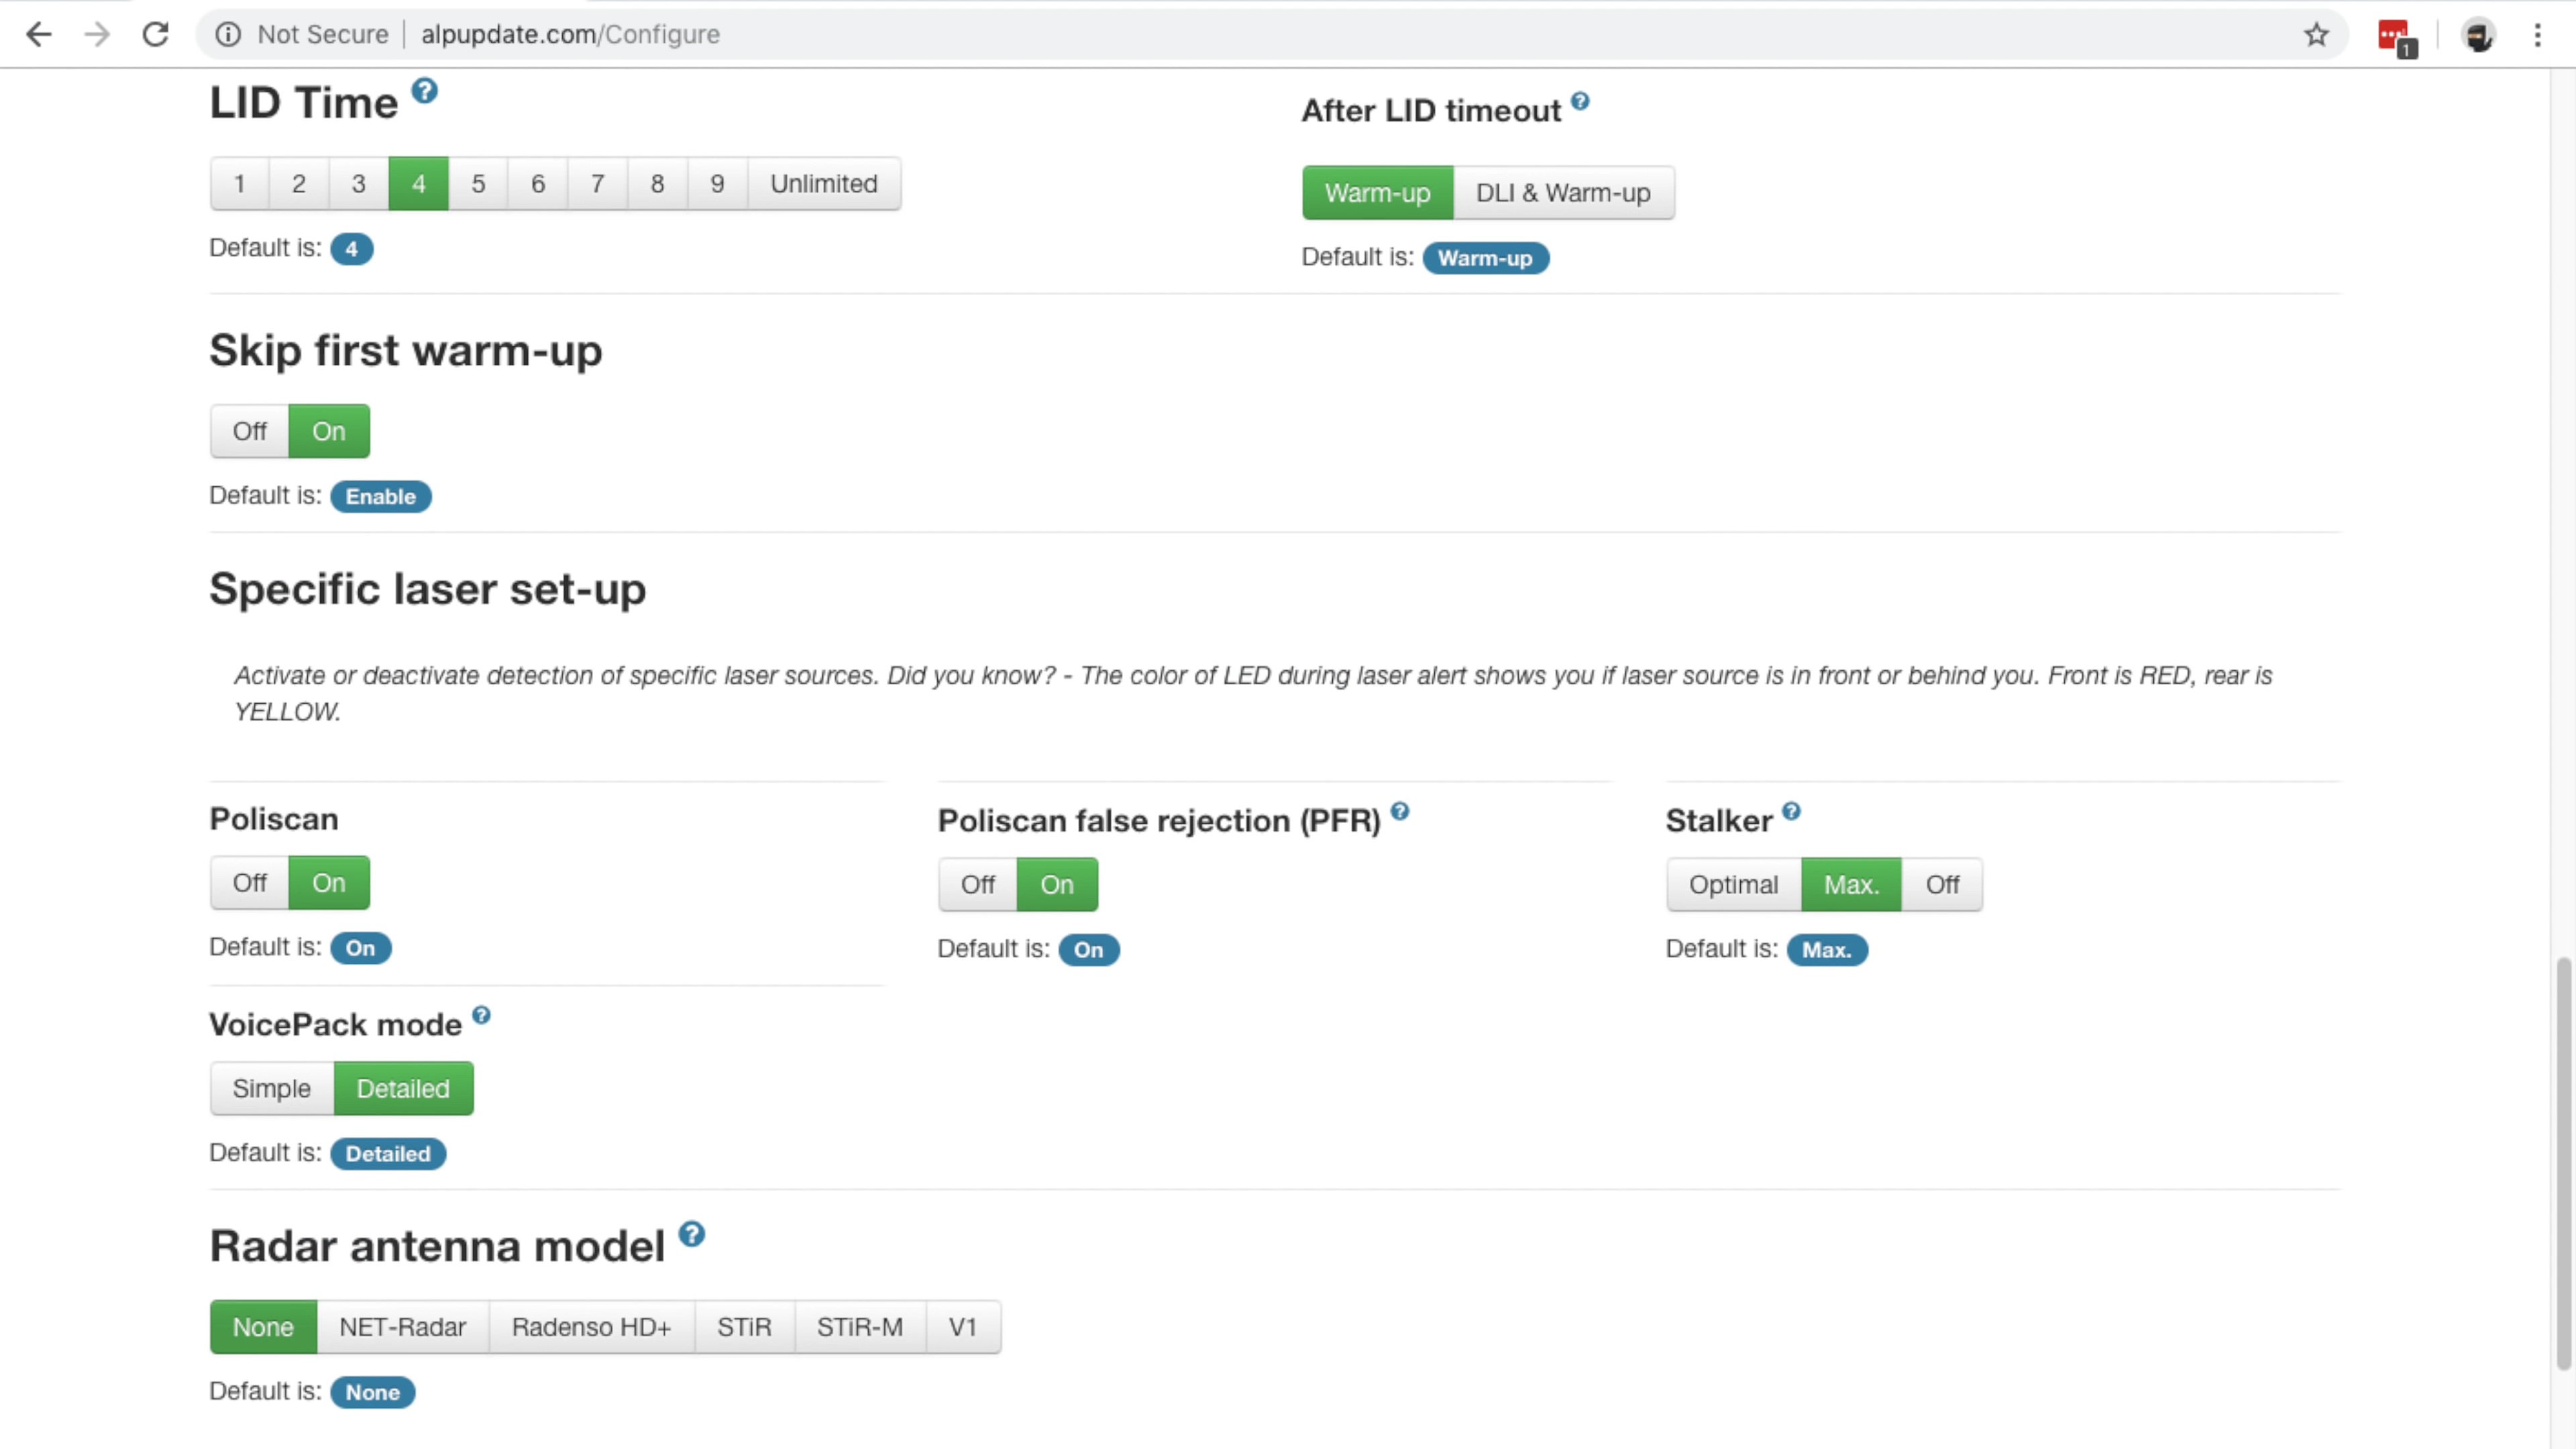 Not Secure | alpupdate.com/Configure
1
LID Time ?
1 2 3 4 5 6 7 8 9 Unlimited
Default is: 4
After LID timeout ?
Warm-up DLI & Warm-up
Default is: Warm-up
Skip first warm-up
Off On
Default is: Enable
Specific laser set-up
Activate or deactivate detection of specific laser sources. Did you know? - The color of LED during laser alert shows you if laser source is in front or behind you. Front is RED, rear is
YELLOW.
Poliscan
Off On
Default is: On
Poliscan false rejection (PFR) ?
Off On
Default is: On
Stalker ?
Optimal Max. Off
Default is: Max.
VoicePack mode ?
Simple Detailed
Default is: Detailed
Radar antenna model ?
None NET-Radar Radenso HD+ STiR STiR-M V1
Default is: None